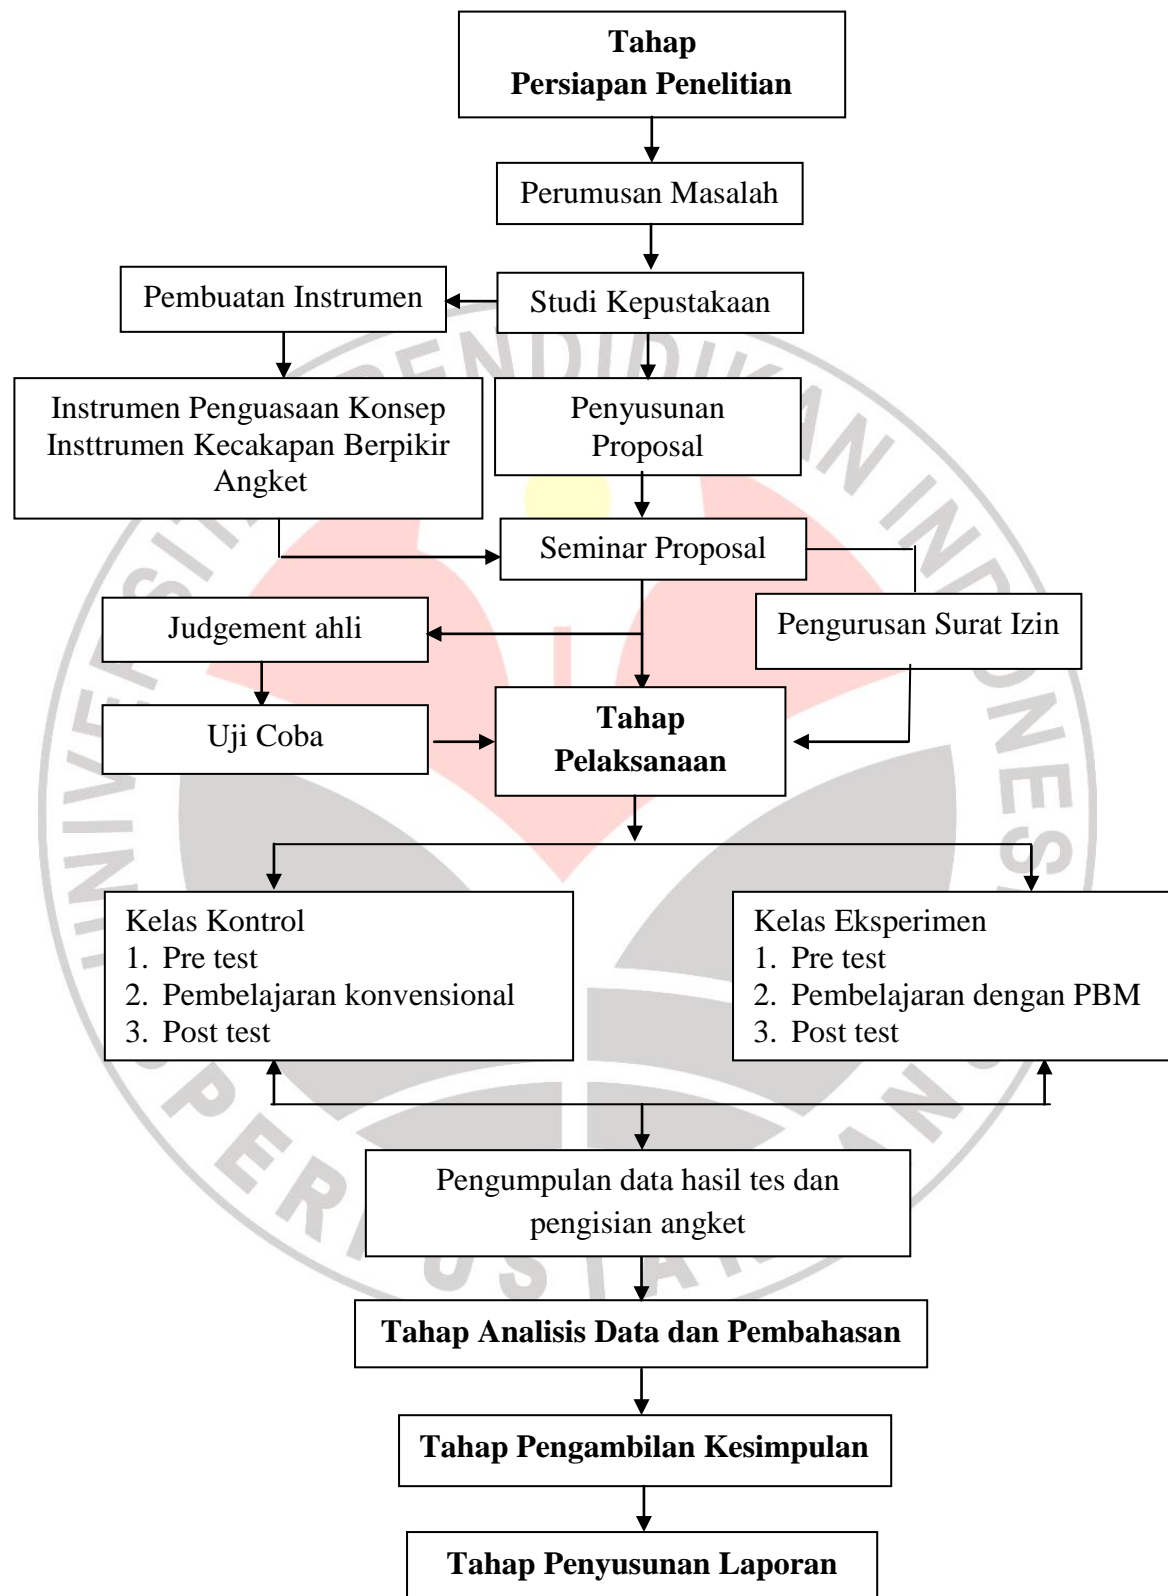 Tahap
Persiapan Penelitian
Perumusan Masalah
Pembuatan Instrumen
Studi Kepustakaan
Instrumen Penguasaan Konsep
Insttrumen Kecakapan Berpikir
Angket
Penyusunan
Proposal
Seminar Proposal
Judgement ahli
Pengurusan Surat Izin
Uji Coba
Tahap
Pelaksanaan
Kelas Kontrol
1. Pre test
2. Pembelajaran konvensional
3. Post test
Kelas Eksperimen
1. Pre test
2. Pembelajaran dengan PBM
3. Post test
Pengumpulan data hasil tes dan
pengisian angket
Tahap Analisis Data dan Pembahasan
Tahap Pengambilan Kesimpulan
Tahap Penyusunan Laporan